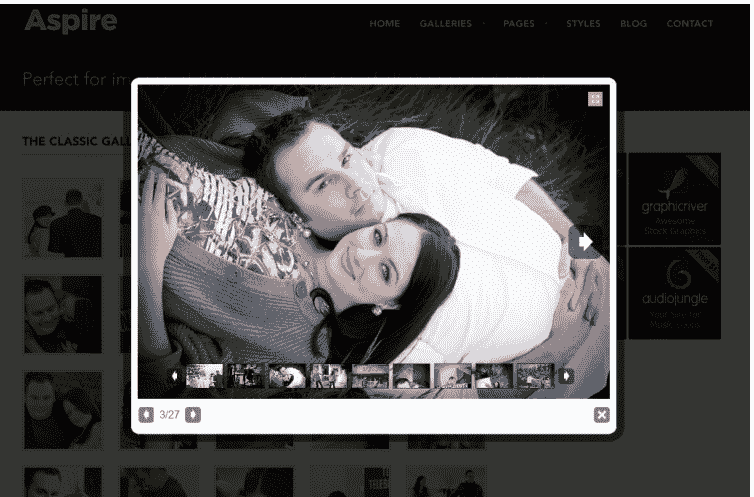 Aspire
HOME GALLERIES PAGES STYLES BLOG CONTACT
Perfect for im
THE CLASSIC GALL
graphicriver
Awesome
Stock Graphics
audiojungle
3/27